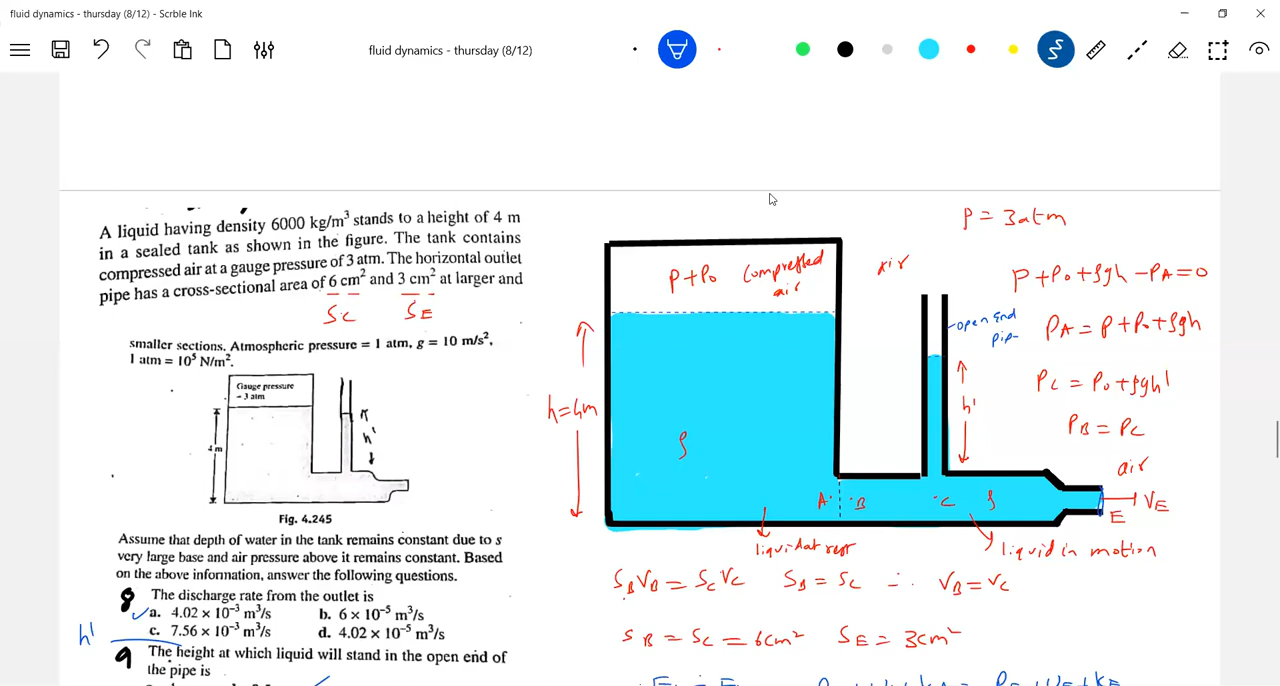 fluid dynamics - thursday (8/12) - Scrble Ink
fluid dynamics - thursday (8/12)
A liquid having density 6000 kg/m³ stands to a height of 4 m
in a sealed tank as shown in the figure. The tank contains
compressed air at a gauge pressure of 3 atm. The horizontal outlet
pipe has a cross-sectional area of 6 cm² and 3 cm² at larger and
SC SE
smaller sections. Atmospheric pressure = 1 atm, g = 10 m/s²,
1 atm = 10⁵ N/m².
Gauge pressure
= 3 atm
h'
4 m
Fig. 4.245
Assume that depth of water in the tank remains constant due to s
very large base and air pressure above it remains constant. Based
on the above information, answer the following questions.
8 The discharge rate from the outlet is
a. 4.02 × 10⁻³ m³/s b. 6 × 10⁻⁵ m³/s
c. 7.56 × 10⁻³ m³/s d. 4.02 × 10⁻⁵ m³/s
h'
9 The height at which liquid will stand in the open end of
the pipe is
P = 3atm
P+P₀ Compressed
air
air
P+P₀+ρgh -PA=0
open end
pip
PA = P+P₀+ρgh
PC = P₀+ρgh'
h=4m
h'
PB = PC
ρ
air
A B C ρ
E VE
liquid at rest
liquid in motion
SBVB = SCVC SB = SC ∴ VB=VC
SB = SC = 6cm² SE = 3cm²